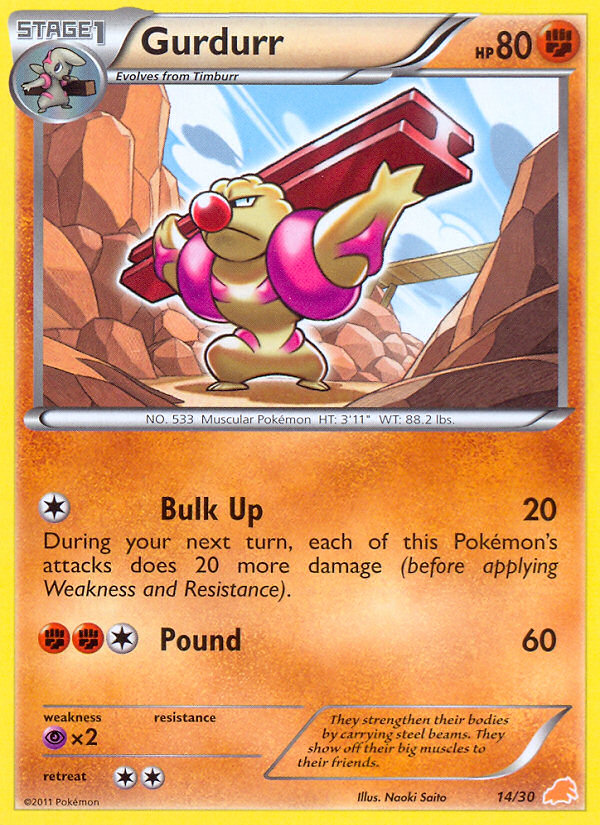 STAGE1
Gurdurr
HP80
Evolves from Timburr
NO. 533 Muscular Pokémon HT: 3'11" WT: 88.2 lbs.
Bulk Up 20
During your next turn, each of this Pokémon's
attacks does 20 more damage (before applying
Weakness and Resistance).
Pound 60
weakness resistance
×2
They strengthen their bodies
by carrying steel beams. They
show off their big muscles to
their friends.
retreat
©2011 Pokémon
Illus. Naoki Saito
14/30